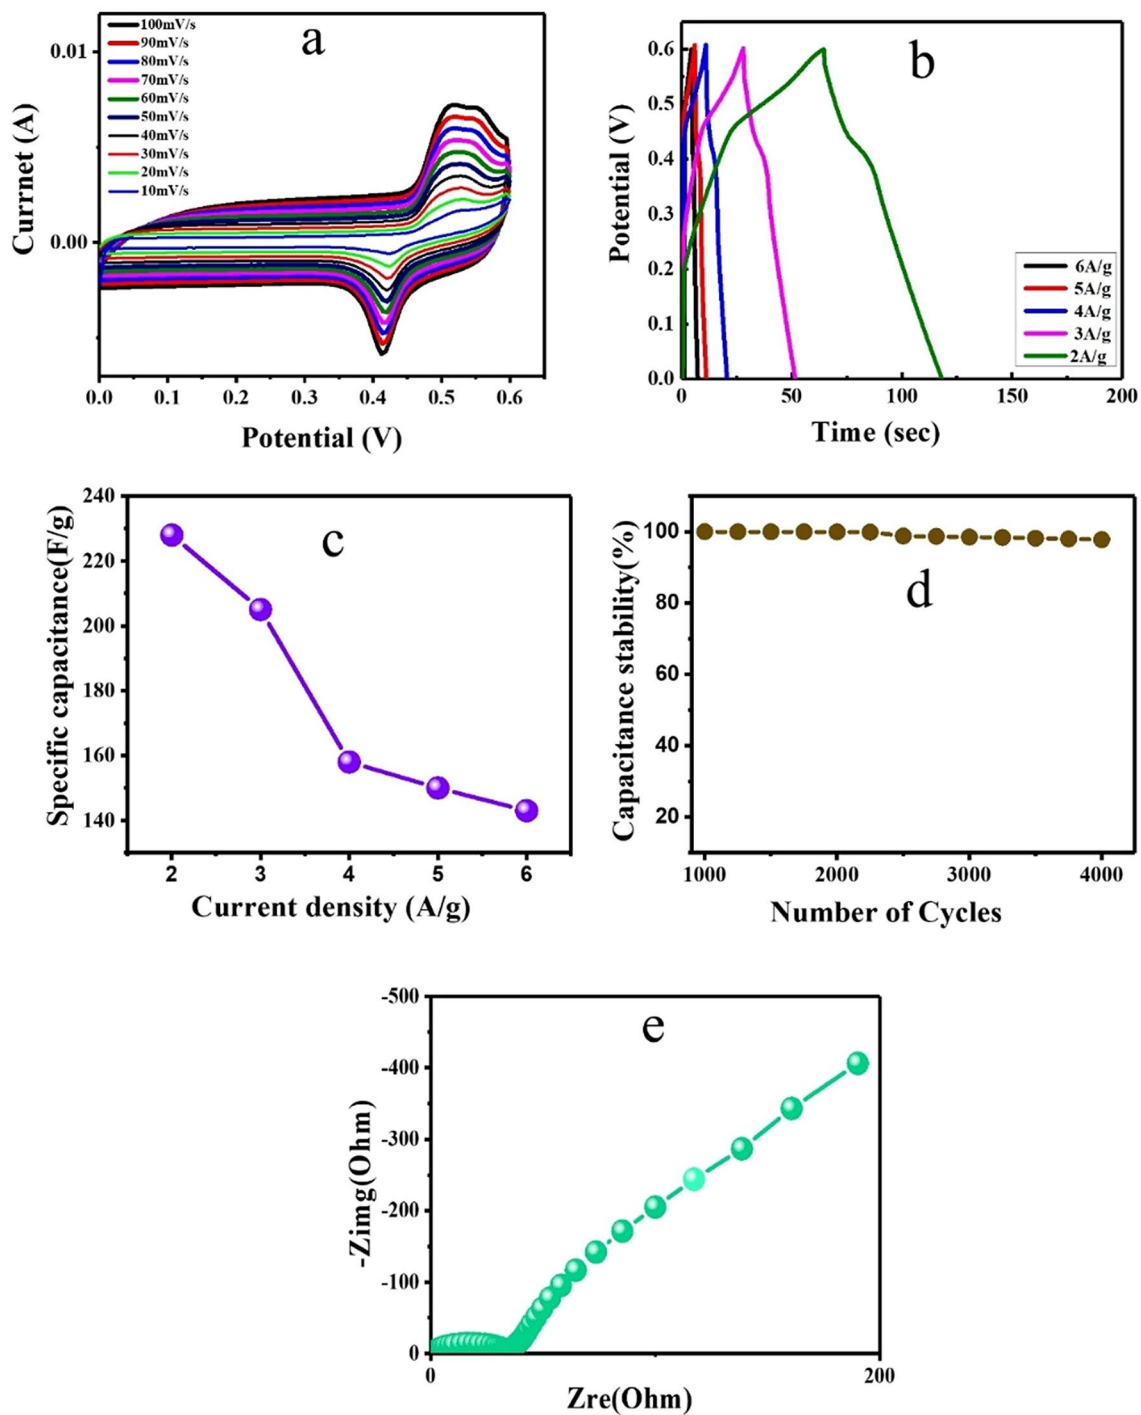 a
100mV/s
90mV/s
80mV/s
70mV/s
60mV/s
50mV/s
40mV/s
30mV/s
20mV/s
10mV/s
0.01
0.00
Currnet (A)
0.0 0.1 0.2 0.3 0.4 0.5 0.6
Potential (V)
b
0.6
0.5
0.4
0.3
0.2
0.1
0.0
Potential (V)
6A/g
5A/g
4A/g
3A/g
2A/g
0 50 100 150 200
Time (sec)
c
240
220
200
180
160
140
Specific capacitance(F/g)
2 3 4 5 6
Current density (A/g)
d
100
80
60
40
20
Capacitance stability(%)
1000 2000 3000 4000
Number of Cycles
e
-500
-400
-300
-200
-100
0
-Zimg(Ohm)
0 200
Zre(Ohm)